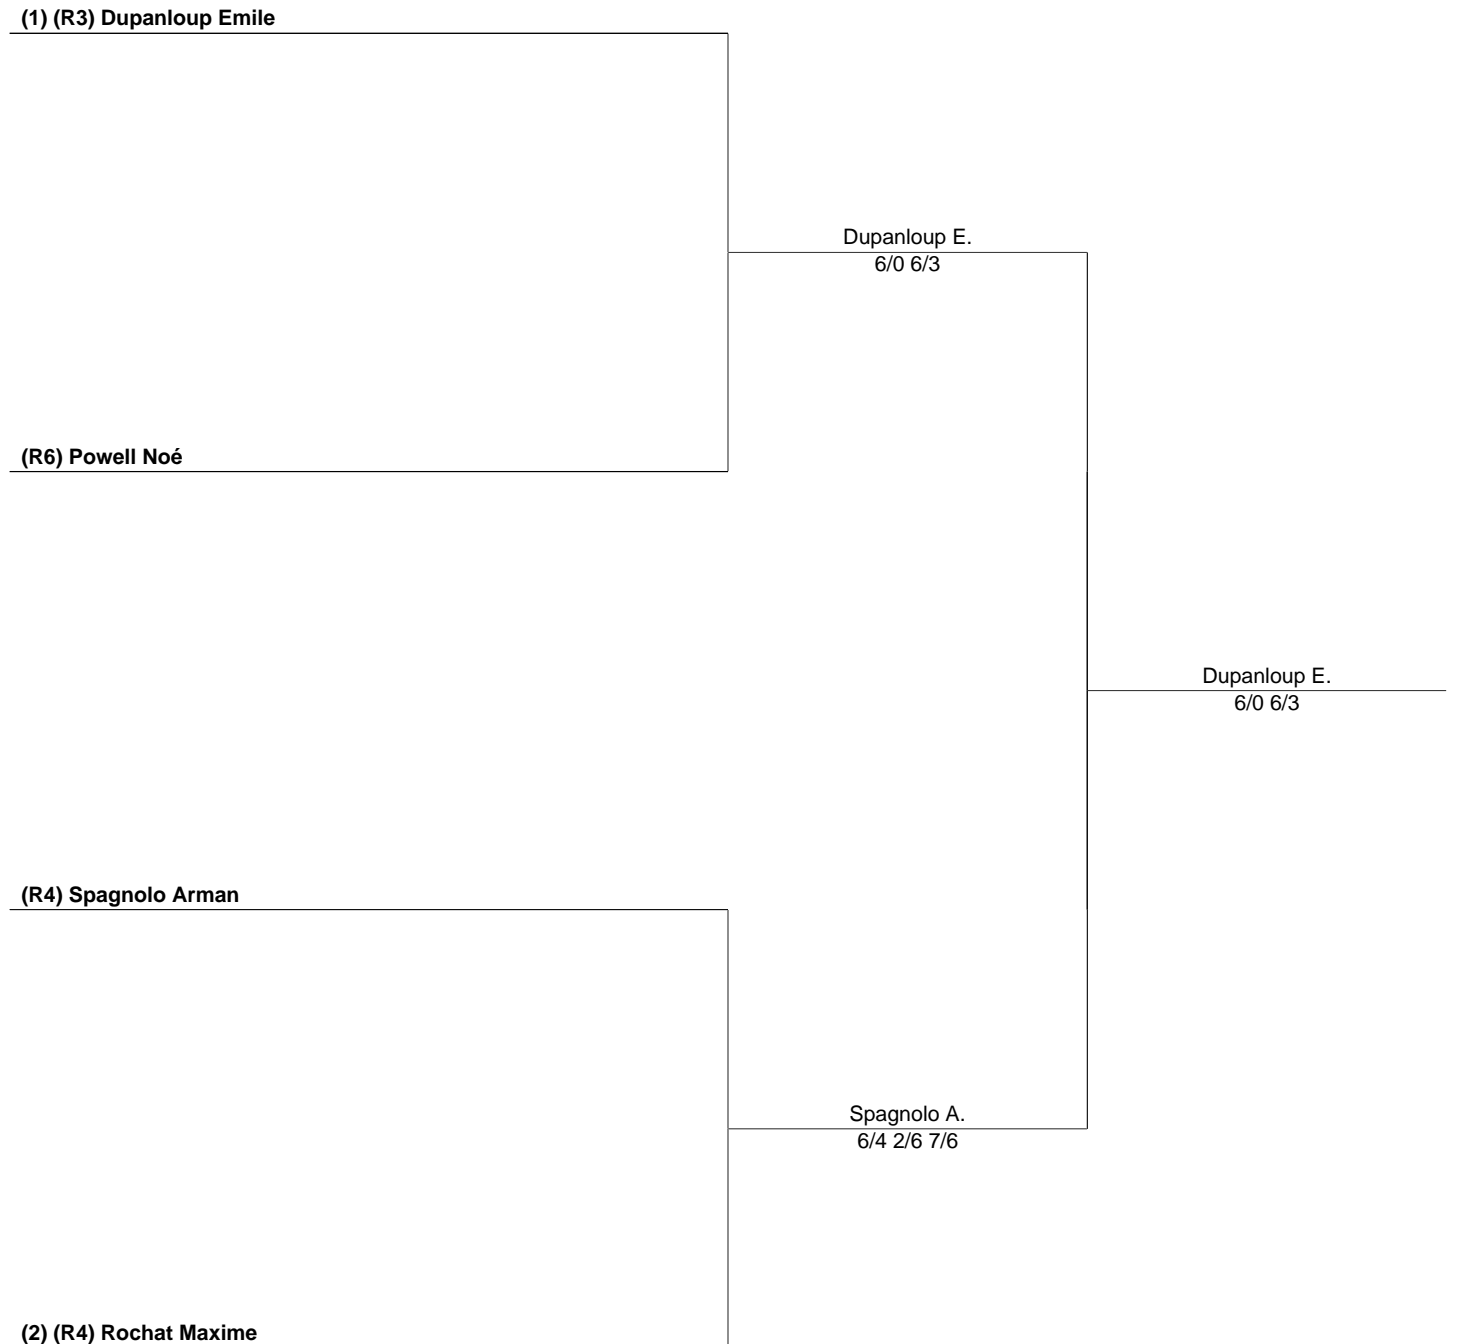 (1) (R3) Dupanloup Emile
Dupanloup E.
6/0 6/3
(R6) Powell Noé
Dupanloup E.
6/0 6/3
(R4) Spagnolo Arman
Spagnolo A.
6/4 2/6 7/6
(2) (R4) Rochat Maxime